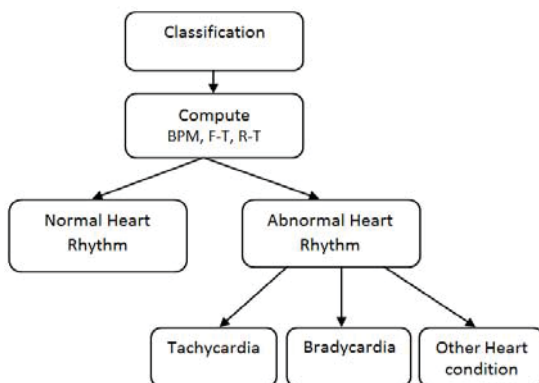 Classification
Compute
BPM, F-T, R-T
Normal Heart
Rhythm
Abnormal Heart
Rhythm
Tachycardia
Bradycardia
Other Heart
condition